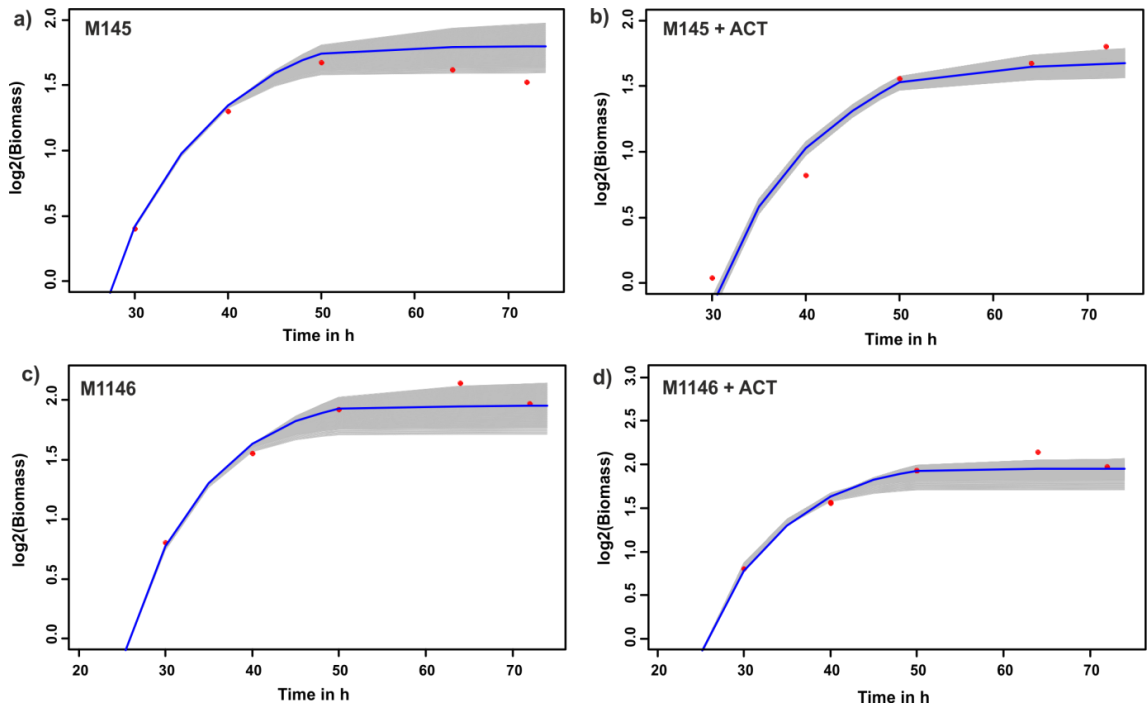 a)
M145
log2(Biomass)
2.0
1.5
1.0
0.5
0.0
30 40 50 60 70
Time in h
b)
M145 + ACT
log2(Biomass)
2.0
1.5
1.0
0.5
0.0
30 40 50 60 70
Time in h
c)
M1146
log2(Biomass)
2.0
1.5
1.0
0.5
0.0
20 30 40 50 60 70
Time in h
d)
M1146 + ACT
log2(Biomass)
3.0
2.5
2.0
1.5
1.0
0.5
0.0
20 30 40 50 60 70
Time in h